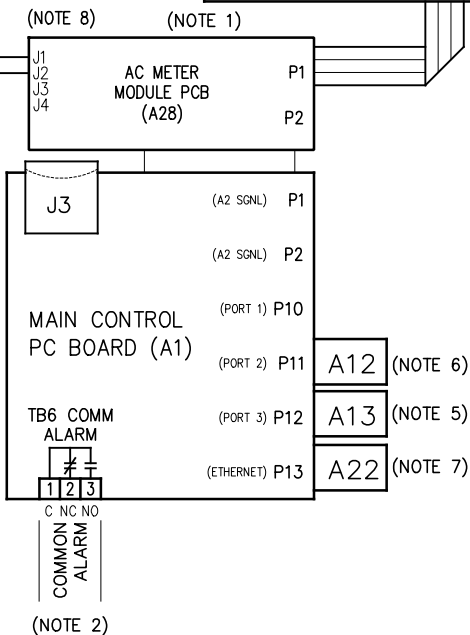 (NOTE 8)
(NOTE 1)
J1
J2
J3
J4
AC METER
MODULE PCB
(A28)
P1
P2
J3
(A2 SGNL) P1
(A2 SGNL) P2
(PORT 1) P10
MAIN CONTROL
PC BOARD (A1)
(PORT 2) P11 A12 (NOTE 6)
(PORT 3) P12 A13 (NOTE 5)
(ETHERNET) P13 A22 (NOTE 7)
TB6 COMM
ALARM
1 2 3
C NC NO
COMMON
ALARM
(NOTE 2)